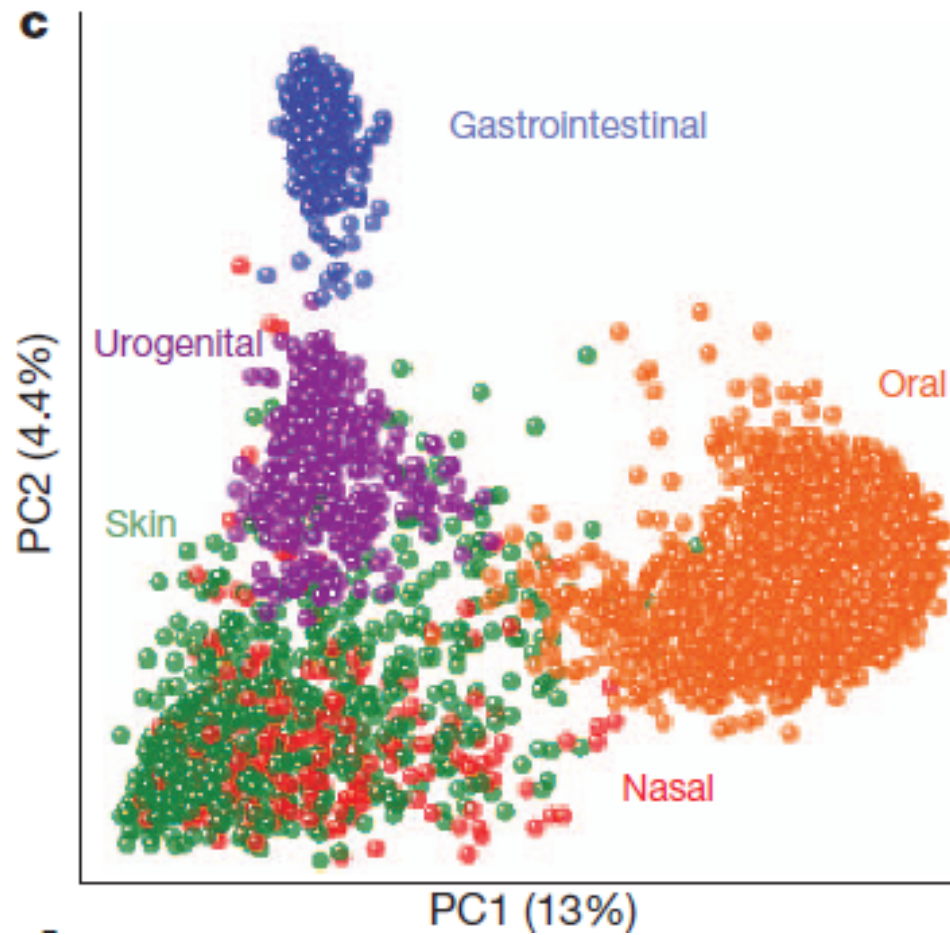 c
Gastrointestinal
Urogenital
Oral
Skin
Nasal
PC2 (4.4%)
PC1 (13%)